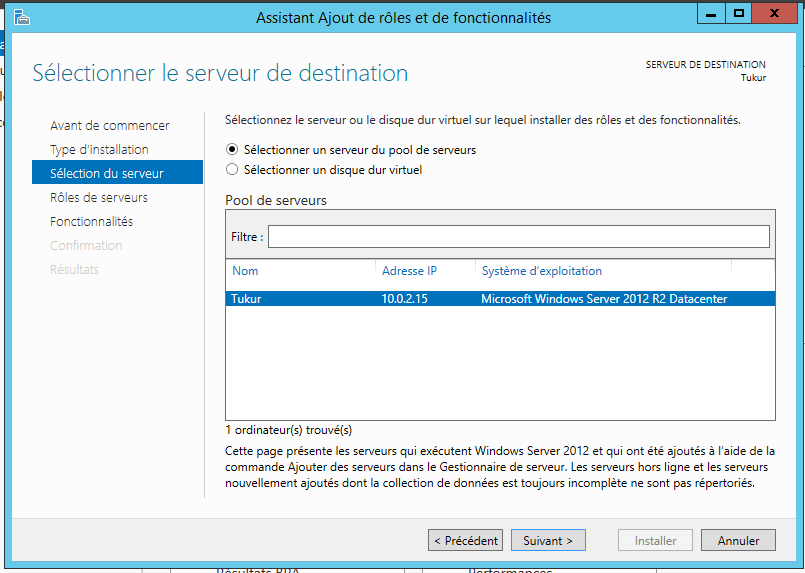 Assistant Ajout de rôles et de fonctionnalités
Sélectionner le serveur de destination
SERVEUR DE DESTINATION
Tukur
Avant de commencer
Type d'installation
Sélection du serveur
Rôles de serveurs
Fonctionnalités
Confirmation
Résultats
Sélectionnez le serveur ou le disque dur virtuel sur lequel installer des rôles et des fonctionnalités.
Sélectionner un serveur du pool de serveurs
Sélectionner un disque dur virtuel
Pool de serveurs
Filtre :
Nom Adresse IP Système d'exploitation
Tukur 10.0.2.15 Microsoft Windows Server 2012 R2 Datacenter
1 ordinateur(s) trouvé(s)
Cette page présente les serveurs qui exécutent Windows Server 2012 et qui ont été ajoutés à l'aide de la
commande Ajouter des serveurs dans le Gestionnaire de serveur. Les serveurs hors ligne et les serveurs
nouvellement ajoutés dont la collection de données est toujours incomplète ne sont pas répertoriés.
< Précédent Suivant > Installer Annuler
Résultats BPA Performances